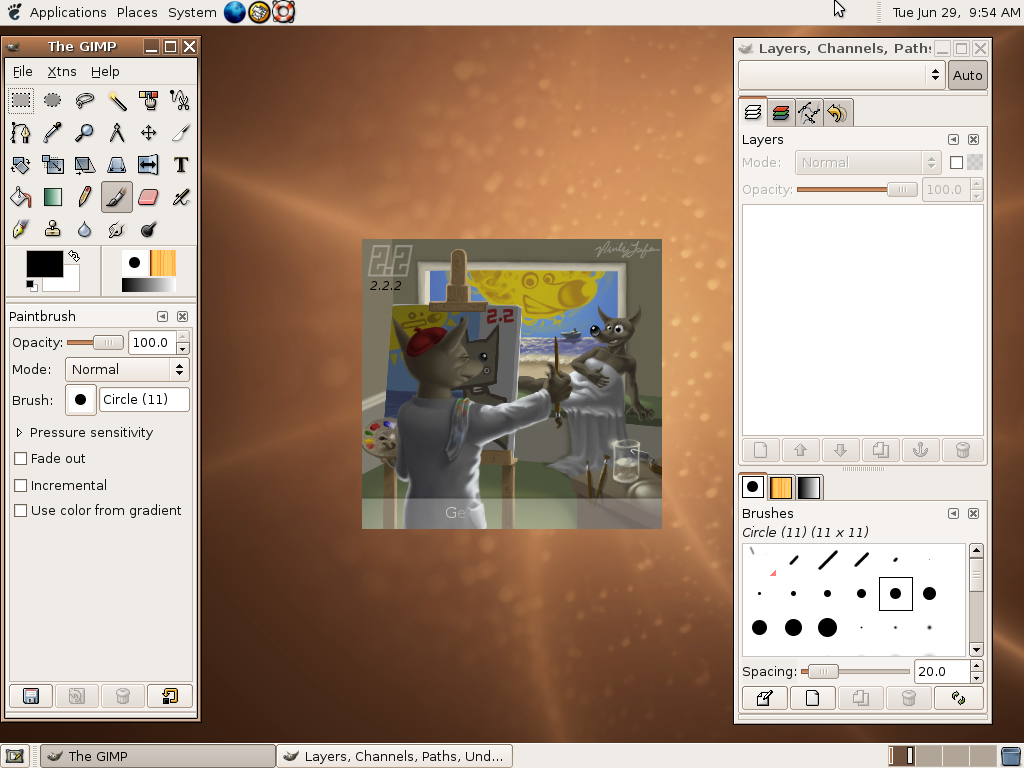 Applications Places System
Tue Jun 29, 9:54 AM
The GIMP
File Xtns Help
Paintbrush
Opacity: 100.0
Mode: Normal
Brush: Circle (11)
Pressure sensitivity
Fade out
Incremental
Use color from gradient
2.2
2.2.2
2.2
Ge
Layers, Channels, Paths
Auto
Layers
Mode: Normal
Opacity: 100.0
Brushes
Circle (11) (11 x 11)
Spacing: 20.0
The GIMP
Layers, Channels, Paths, Und...